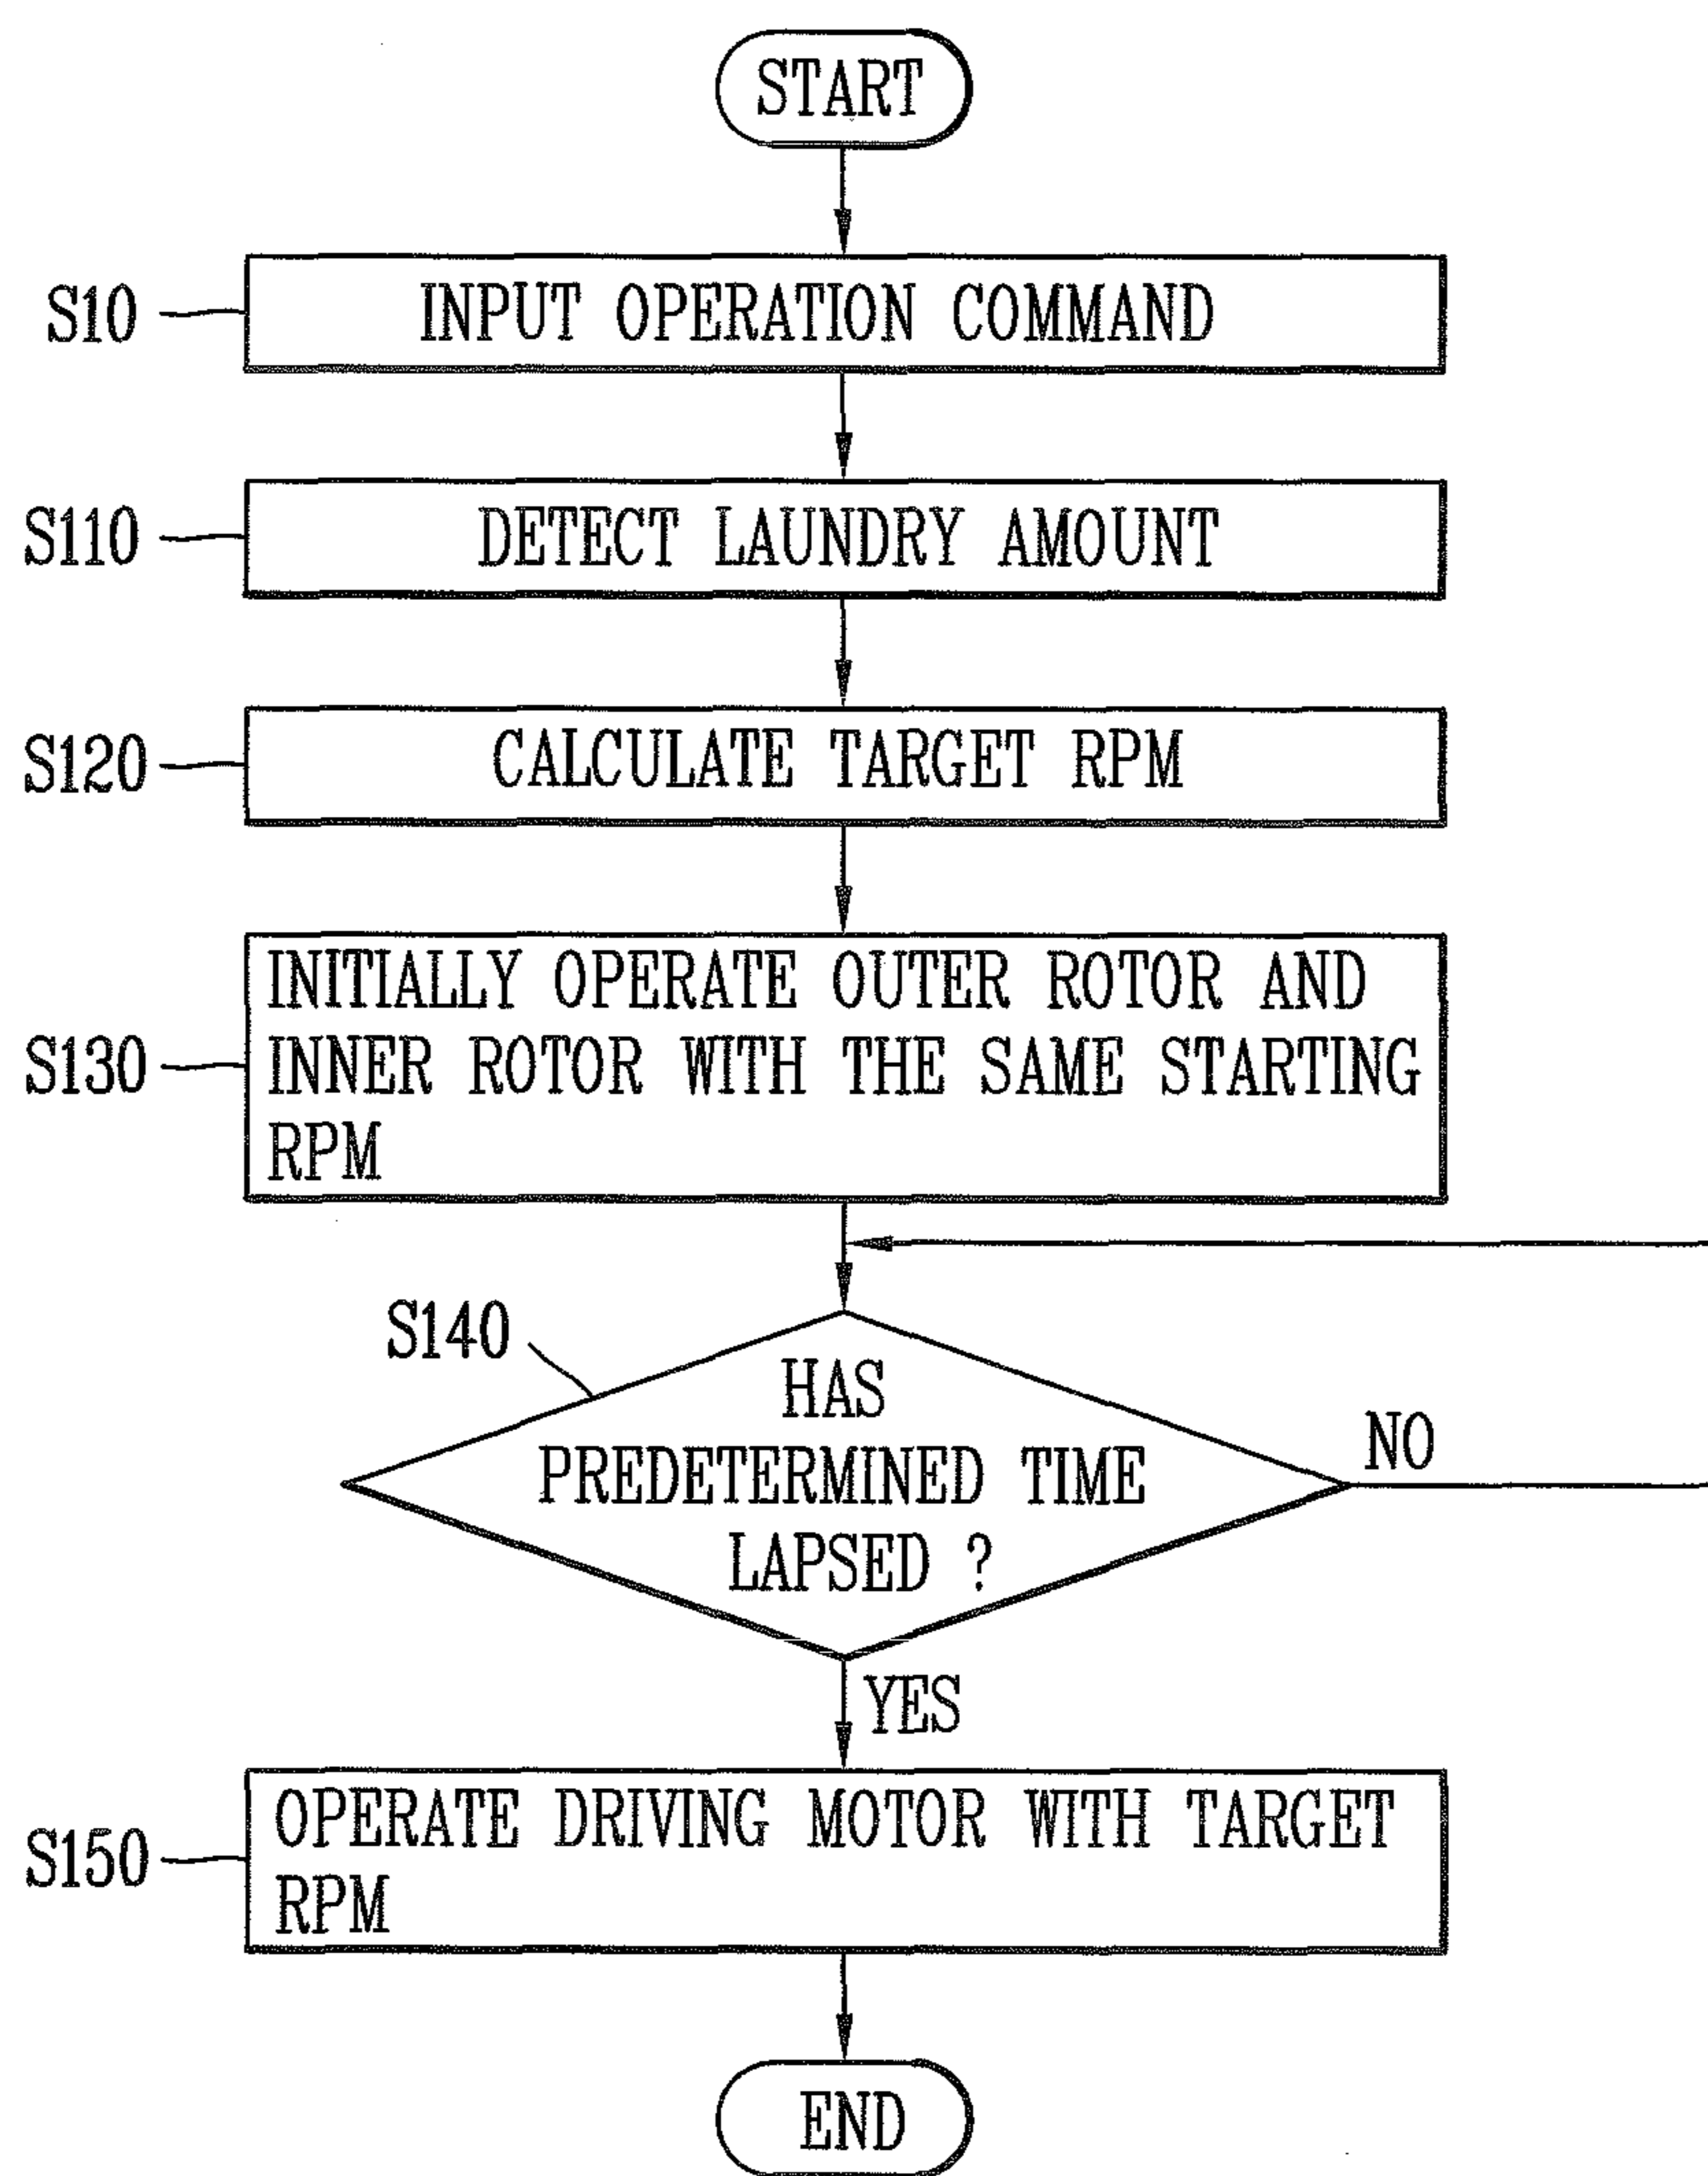 START
S10
INPUT OPERATION COMMAND
S110
DETECT LAUNDRY AMOUNT
S120
CALCULATE TARGET RPM
S130
INITIALLY OPERATE OUTER ROTOR AND
INNER ROTOR WITH THE SAME STARTING
RPM
S140
HAS
PREDETERMINED TIME
LAPSED ?
NO
YES
S150
OPERATE DRIVING MOTOR WITH TARGET
RPM
END